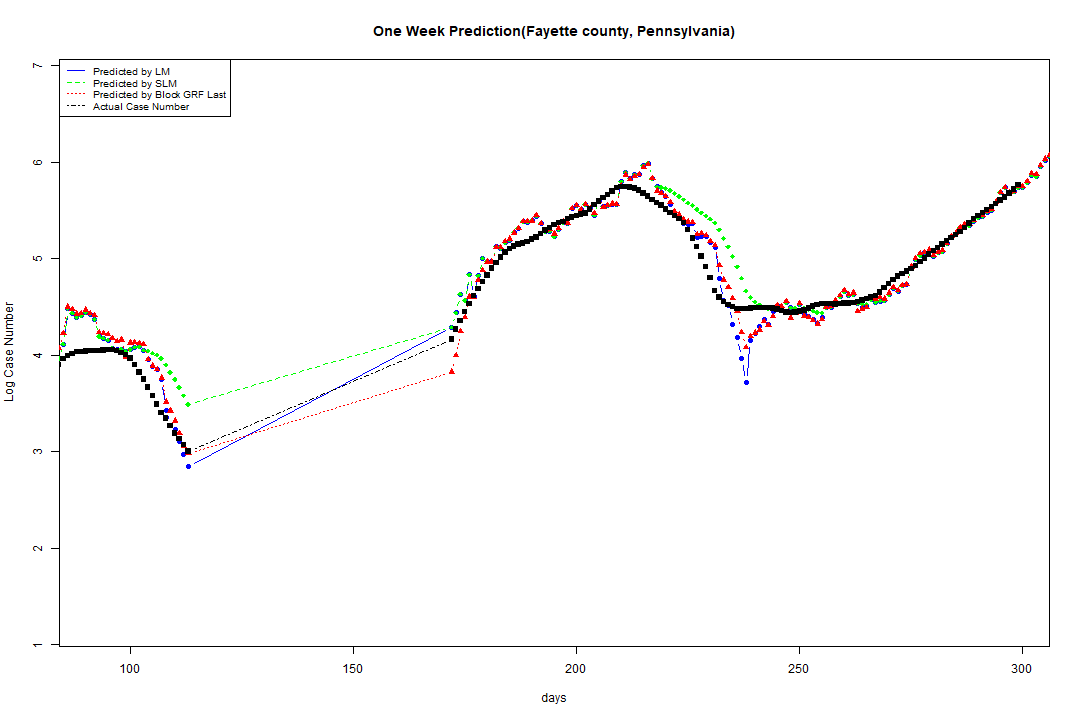 One Week Prediction(Fayette county, Pennsylvania)
Predicted by LM
Predicted by SLM
Predicted by Block GRF Last
Actual Case Number
7
6
5
4
3
2
1
Log Case Number
100 150 200 250 300
days